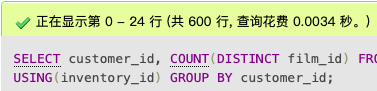 正在显示第 0 - 24 行 (共 600 行, 查询花费 0.0034 秒。)
SELECT customer_id, COUNT(DISTINCT film_id)
USING(inventory_id) GROUP BY customer_id;